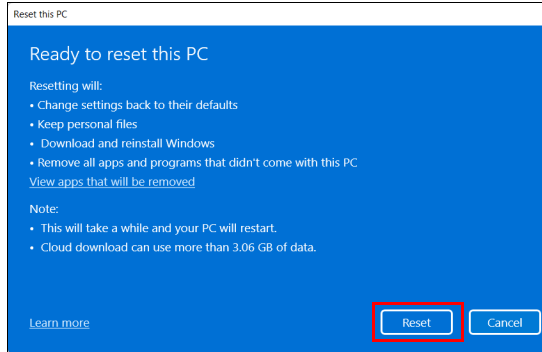 Reset this PC
Ready to reset this PC
Resetting will:
• Change settings back to their defaults
• Keep personal files
• Download and reinstall Windows
• Remove all apps and programs that didn't come with this PC
View apps that will be removed
Note:
• This will take a while and your PC will restart.
• Cloud download can use more than 3.06 GB of data.
Learn more
Reset
Cancel